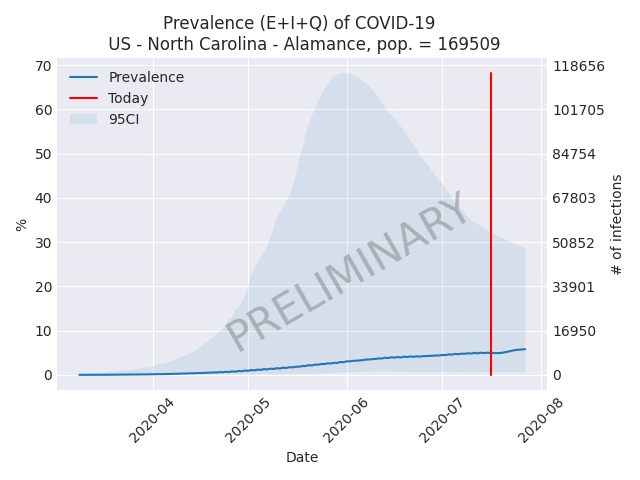 Prevalence (E+I+Q) of COVID-19
US - North Carolina - Alamance, pop. = 169509
Prevalence
Today
95CI
70
60
50
40
30
20
10
0
%
118656
101705
84754
67803
50852
33901
16950
0
# of infections
PRELIMINARY
2020-04
2020-05
2020-06
2020-07
2020-08
Date